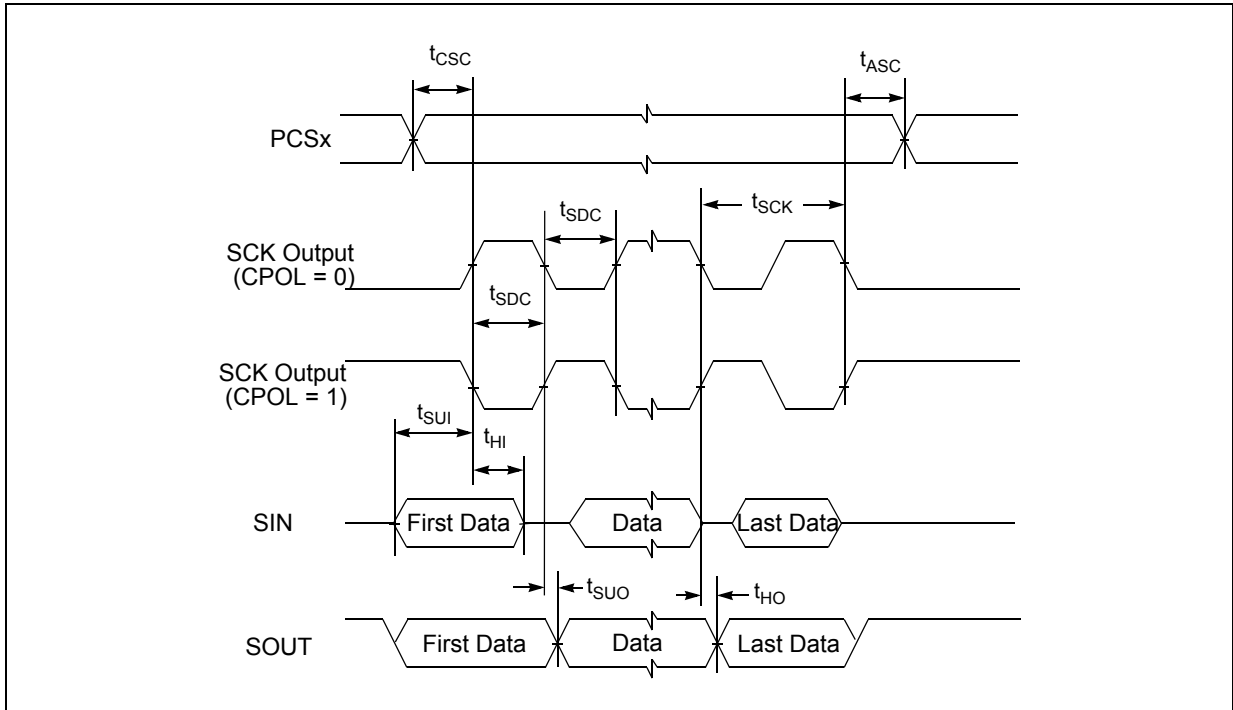 tCSC
tASC
PCSx
tSCK
tSDC
SCK Output
(CPOL = 0)
tSDC
SCK Output
(CPOL = 1)
tSUI
tHI
SIN
First Data
Data
Last Data
tSUO
tHO
SOUT
First Data
Data
Last Data